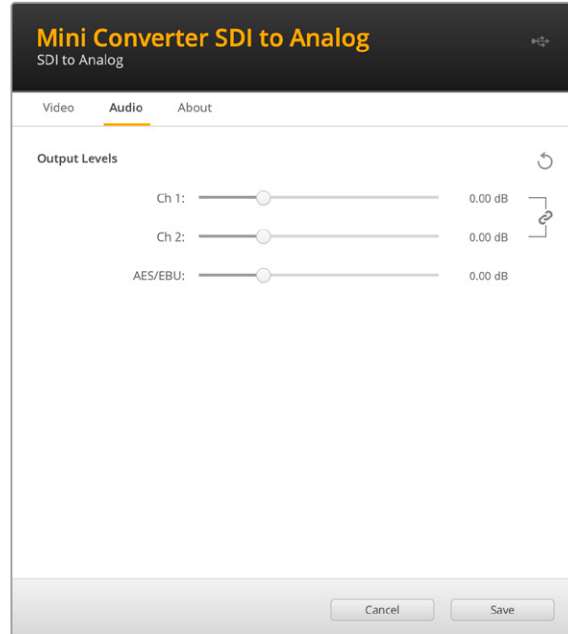 Mini Converter SDI to Analog
SDI to Analog
Video Audio About
Output Levels
Ch 1: 0.00 dB
Ch 2: 0.00 dB
AES/EBU: 0.00 dB
Cancel Save